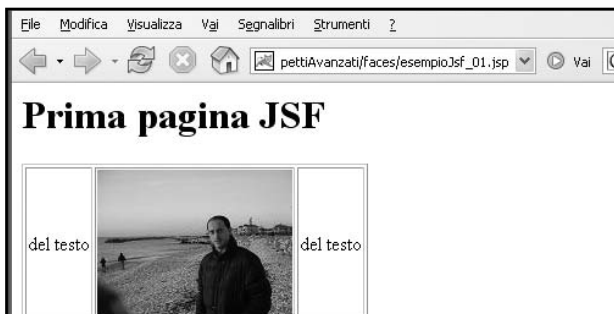 File Modifica Visualizza Vai Segnalibri Strumenti ?
pettiAvanzati/faces/esempioJsf_01.jsp Vai
Prima pagina JSF
del testo del testo